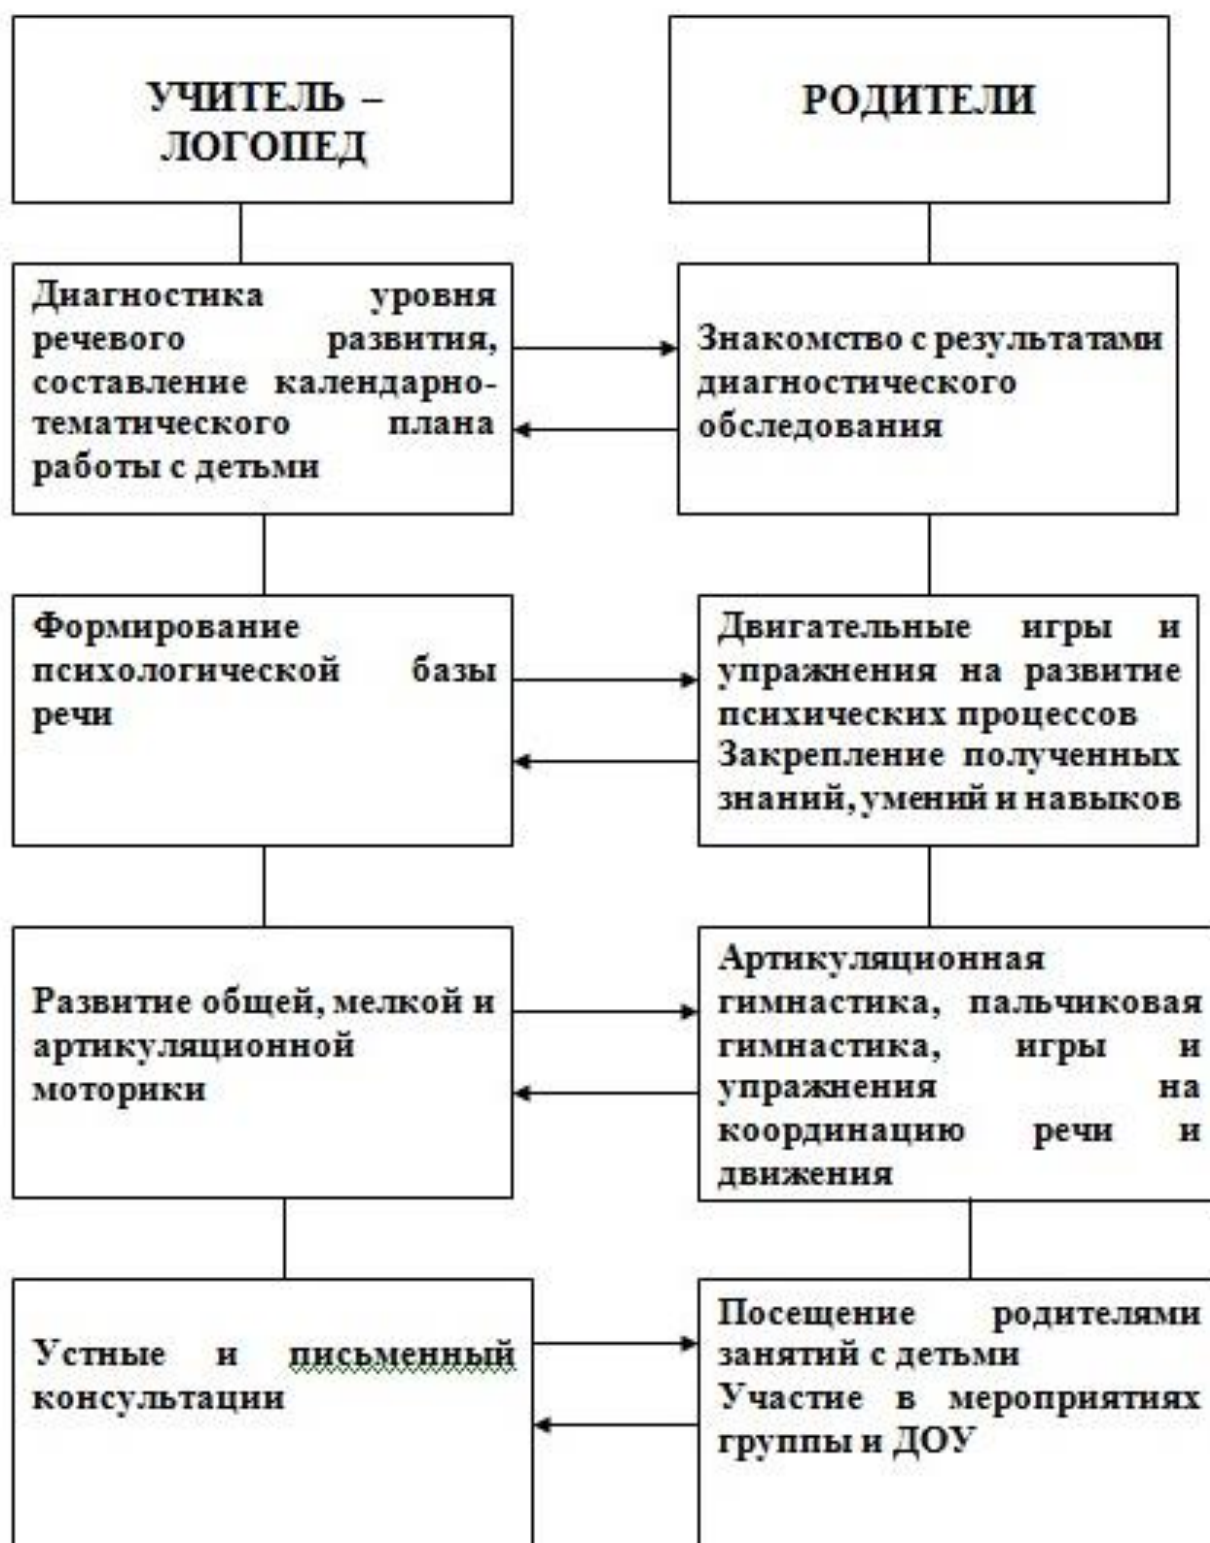 УЧИТЕЛЬ –
ЛОГОПЕД
РОДИТЕЛИ
Диагностика уровня
речевого развития,
составление календарно-
тематического плана
работы с детьми
Знакомство с результатами
диагностического
обследования
Формирование
психологической базы
речи
Двигательные игры и
упражнения на развитие
психических процессов
Закрепление полученных
знаний, умений и навыков
Развитие общей, мелкой и
артикуляционной
моторики
Артикуляционная
гимнастика, пальчиковая
гимнастика, игры и
упражнения на
координацию речи и
движения
Устные и письменный
консультации
Посещение родителями
занятий с детьми
Участие в мероприятиях
группы и ДОУ